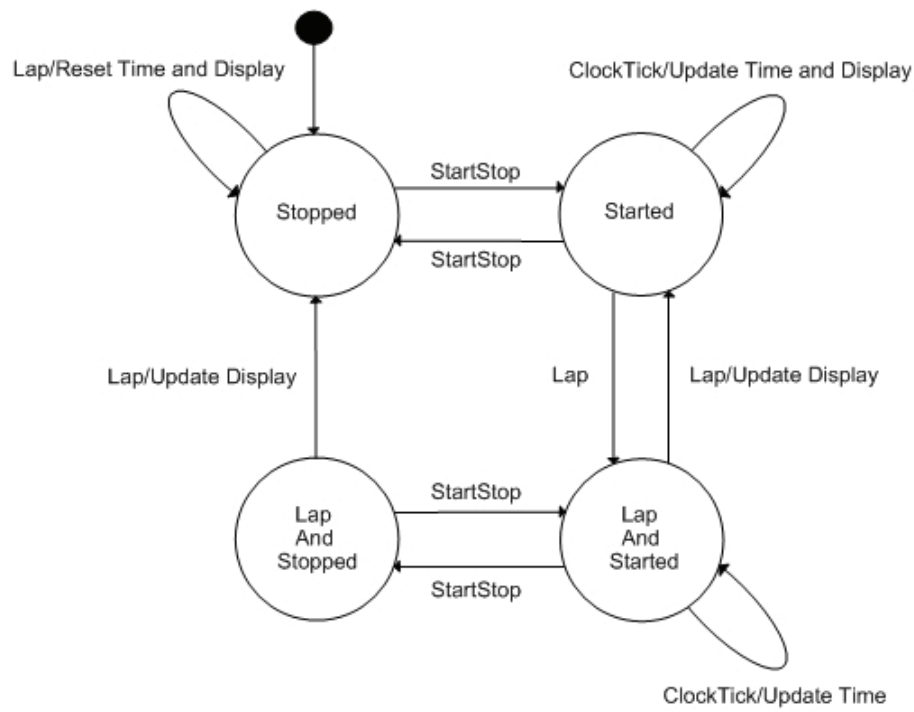 Lap/Reset Time and Display
ClockTick/Update Time and Display
StartStop
Stopped
Started
StartStop
Lap/Update Display
Lap
Lap/Update Display
StartStop
Lap
And
Stopped
Lap
And
Started
StartStop
ClockTick/Update Time